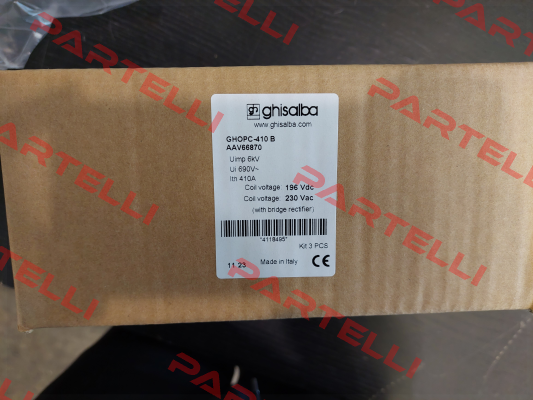 PARTELLI
PARTELLI
PARTELLI
ghisalba
www.ghisalba.com
GHOPC-410 B
AAV66870
Uimp 6kV
Ui 690V~
Itn 410A
Coil voltage: 196 Vdc
Coil voltage: 230 Vac
(with bridge rectifier)
*4118495*
Kit 3 PCS
11 23 Made in Italy CE
PARTELLI
PARTELLI
PARTELLI
PARTELLI
PARTELLI